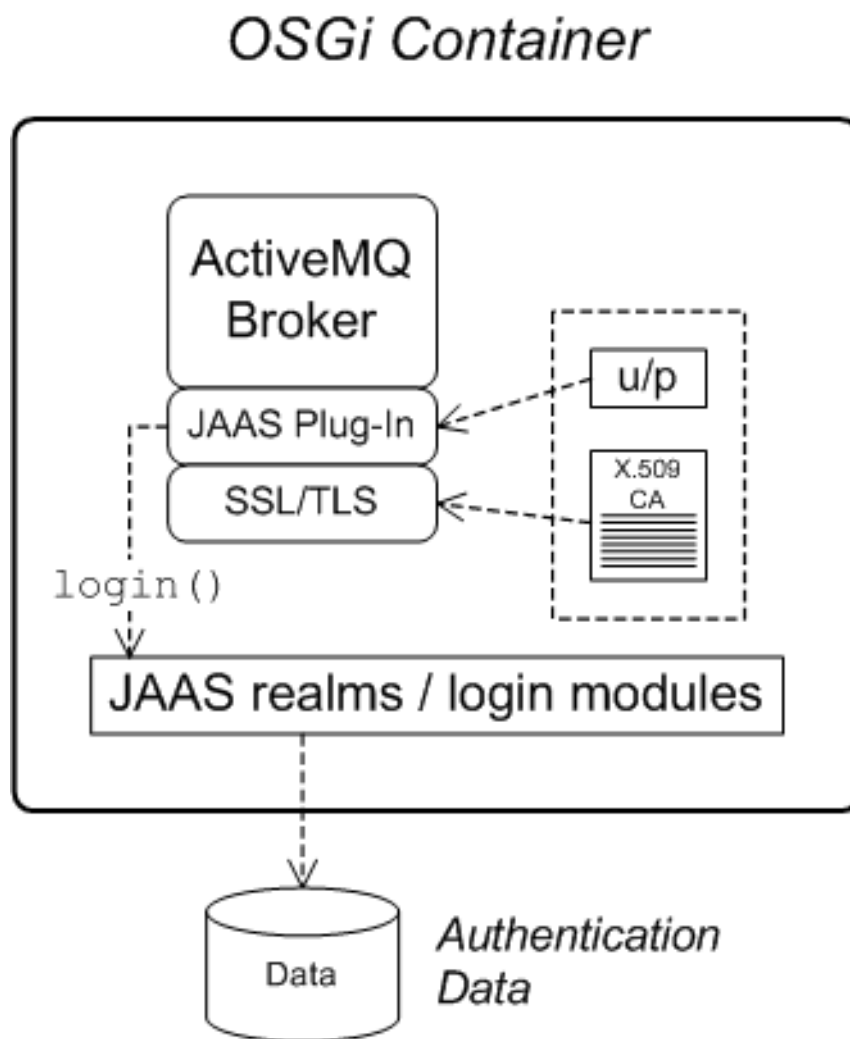 OSGi Container
ActiveMQ
Broker
JAAS Plug-In
SSL/TLS
u/p
X.509
CA
login()
JAAS realms / login modules
Data
Authentication
Data